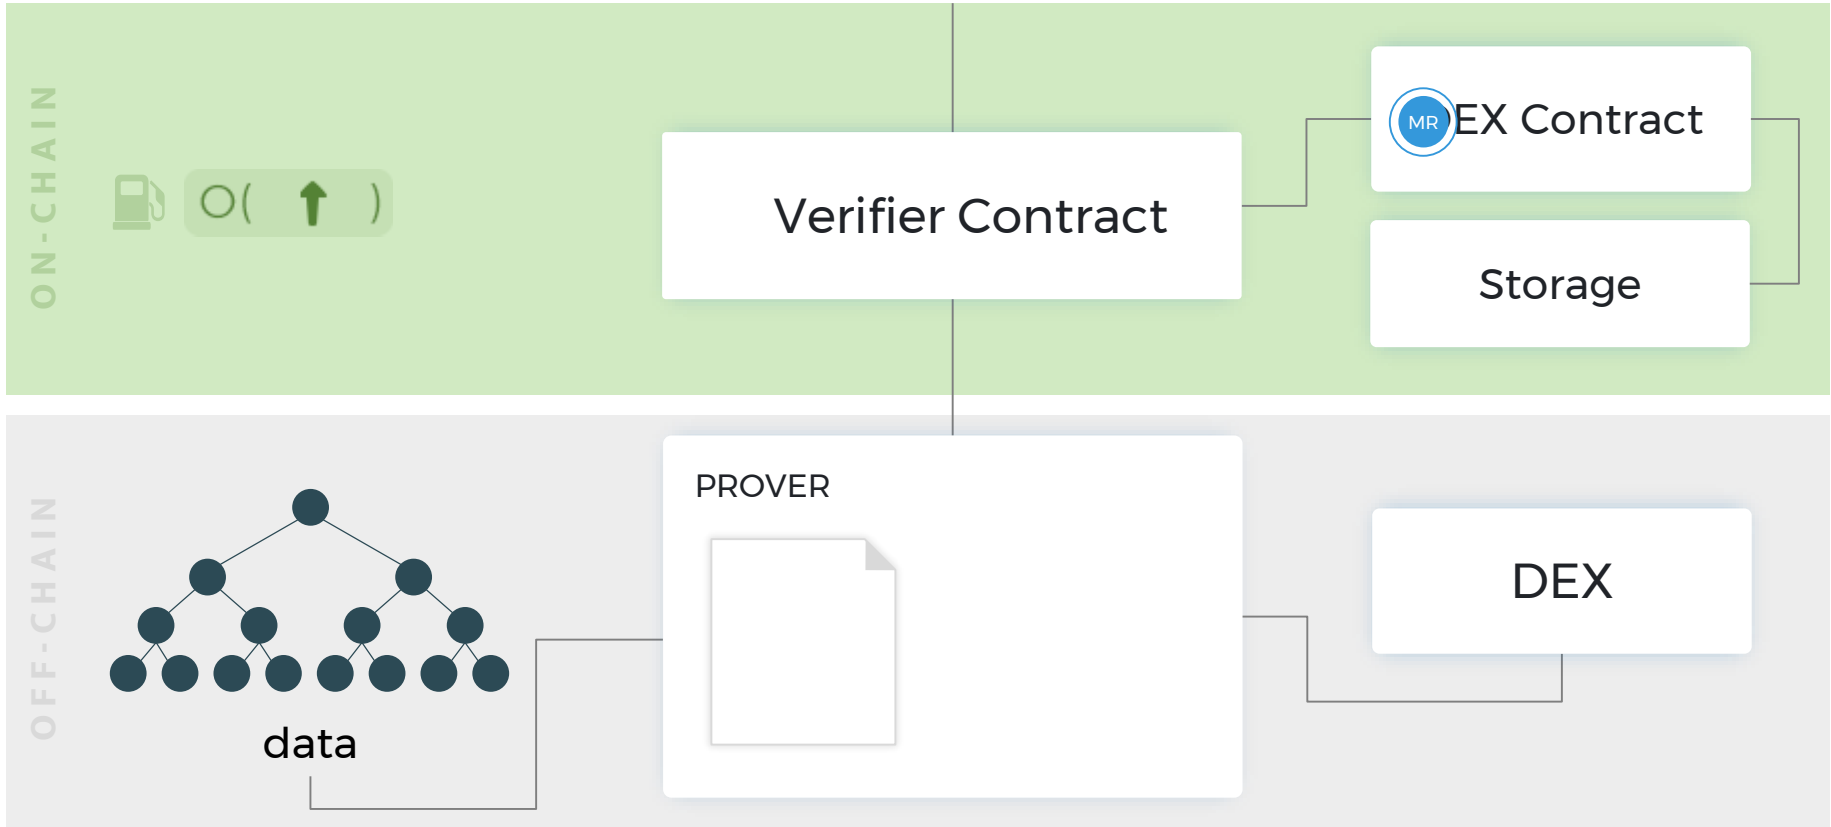 ON-CHAIN
O( )
Verifier Contract
MR
EX Contract
Storage
OFF-CHAIN
data
PROVER
DEX